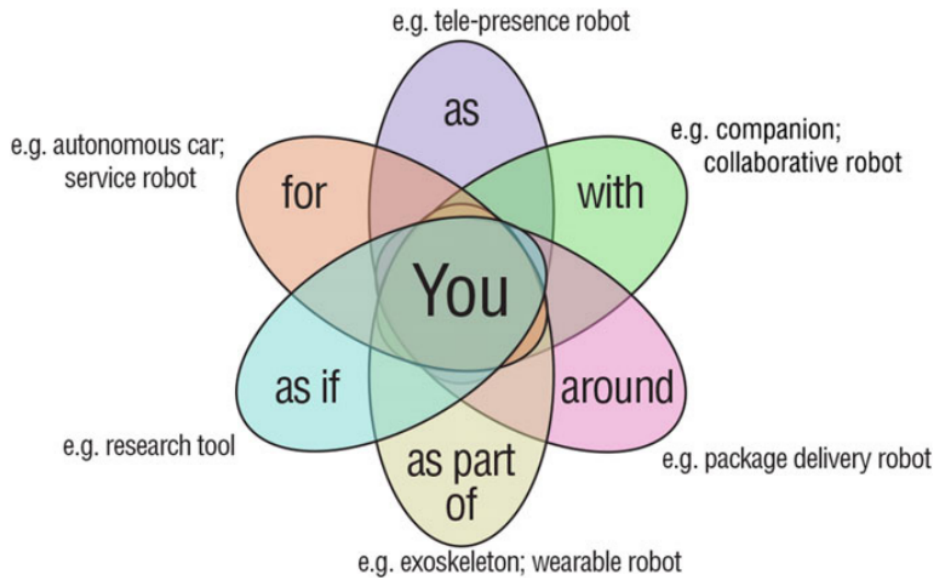 e.g. tele-presence robot
as
e.g. autonomous car;
service robot
for
e.g. companion;
collaborative robot
with
You
as if
e.g. research tool
around
e.g. package delivery robot
as part
of
e.g. exoskeleton; wearable robot